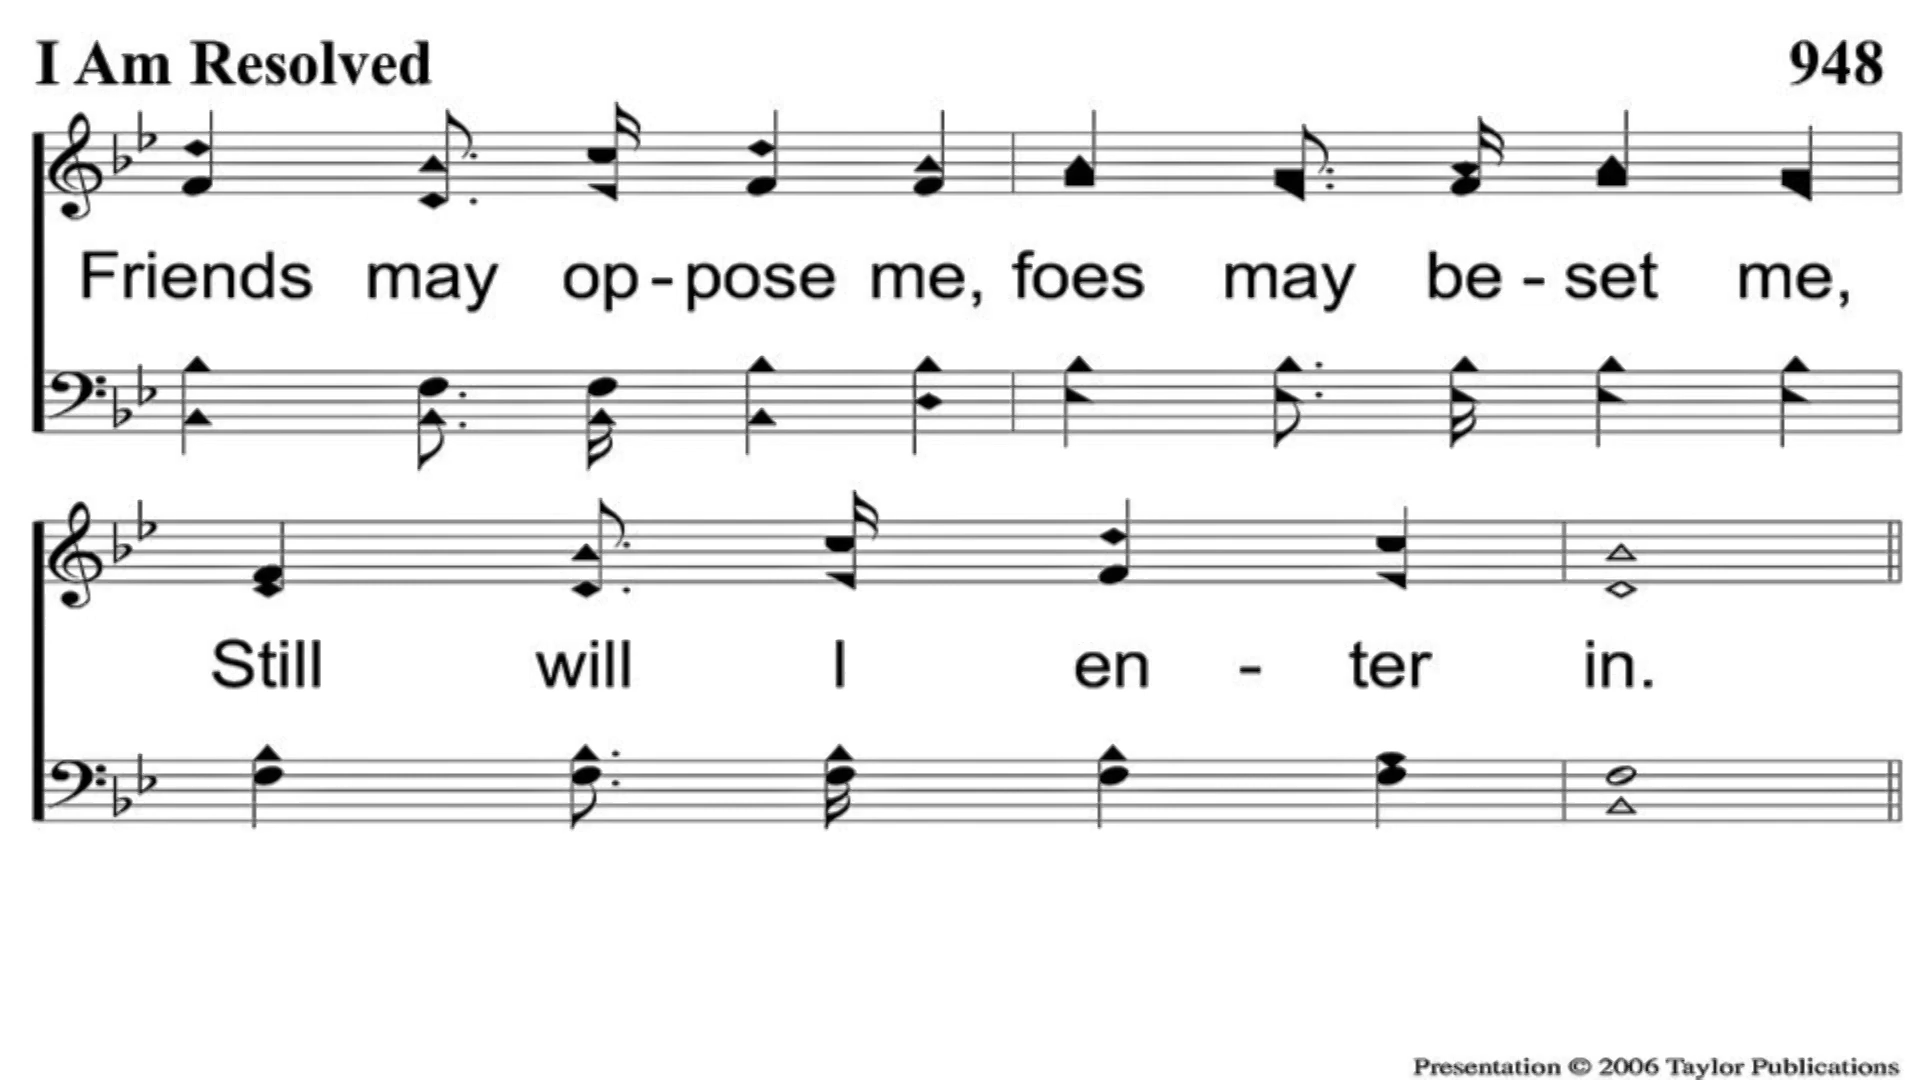 I Am Resolved 948
Friends may op-pose me, foes may be-set me,
Still will I en - ter in.
Presentation © 2006 Taylor Publications